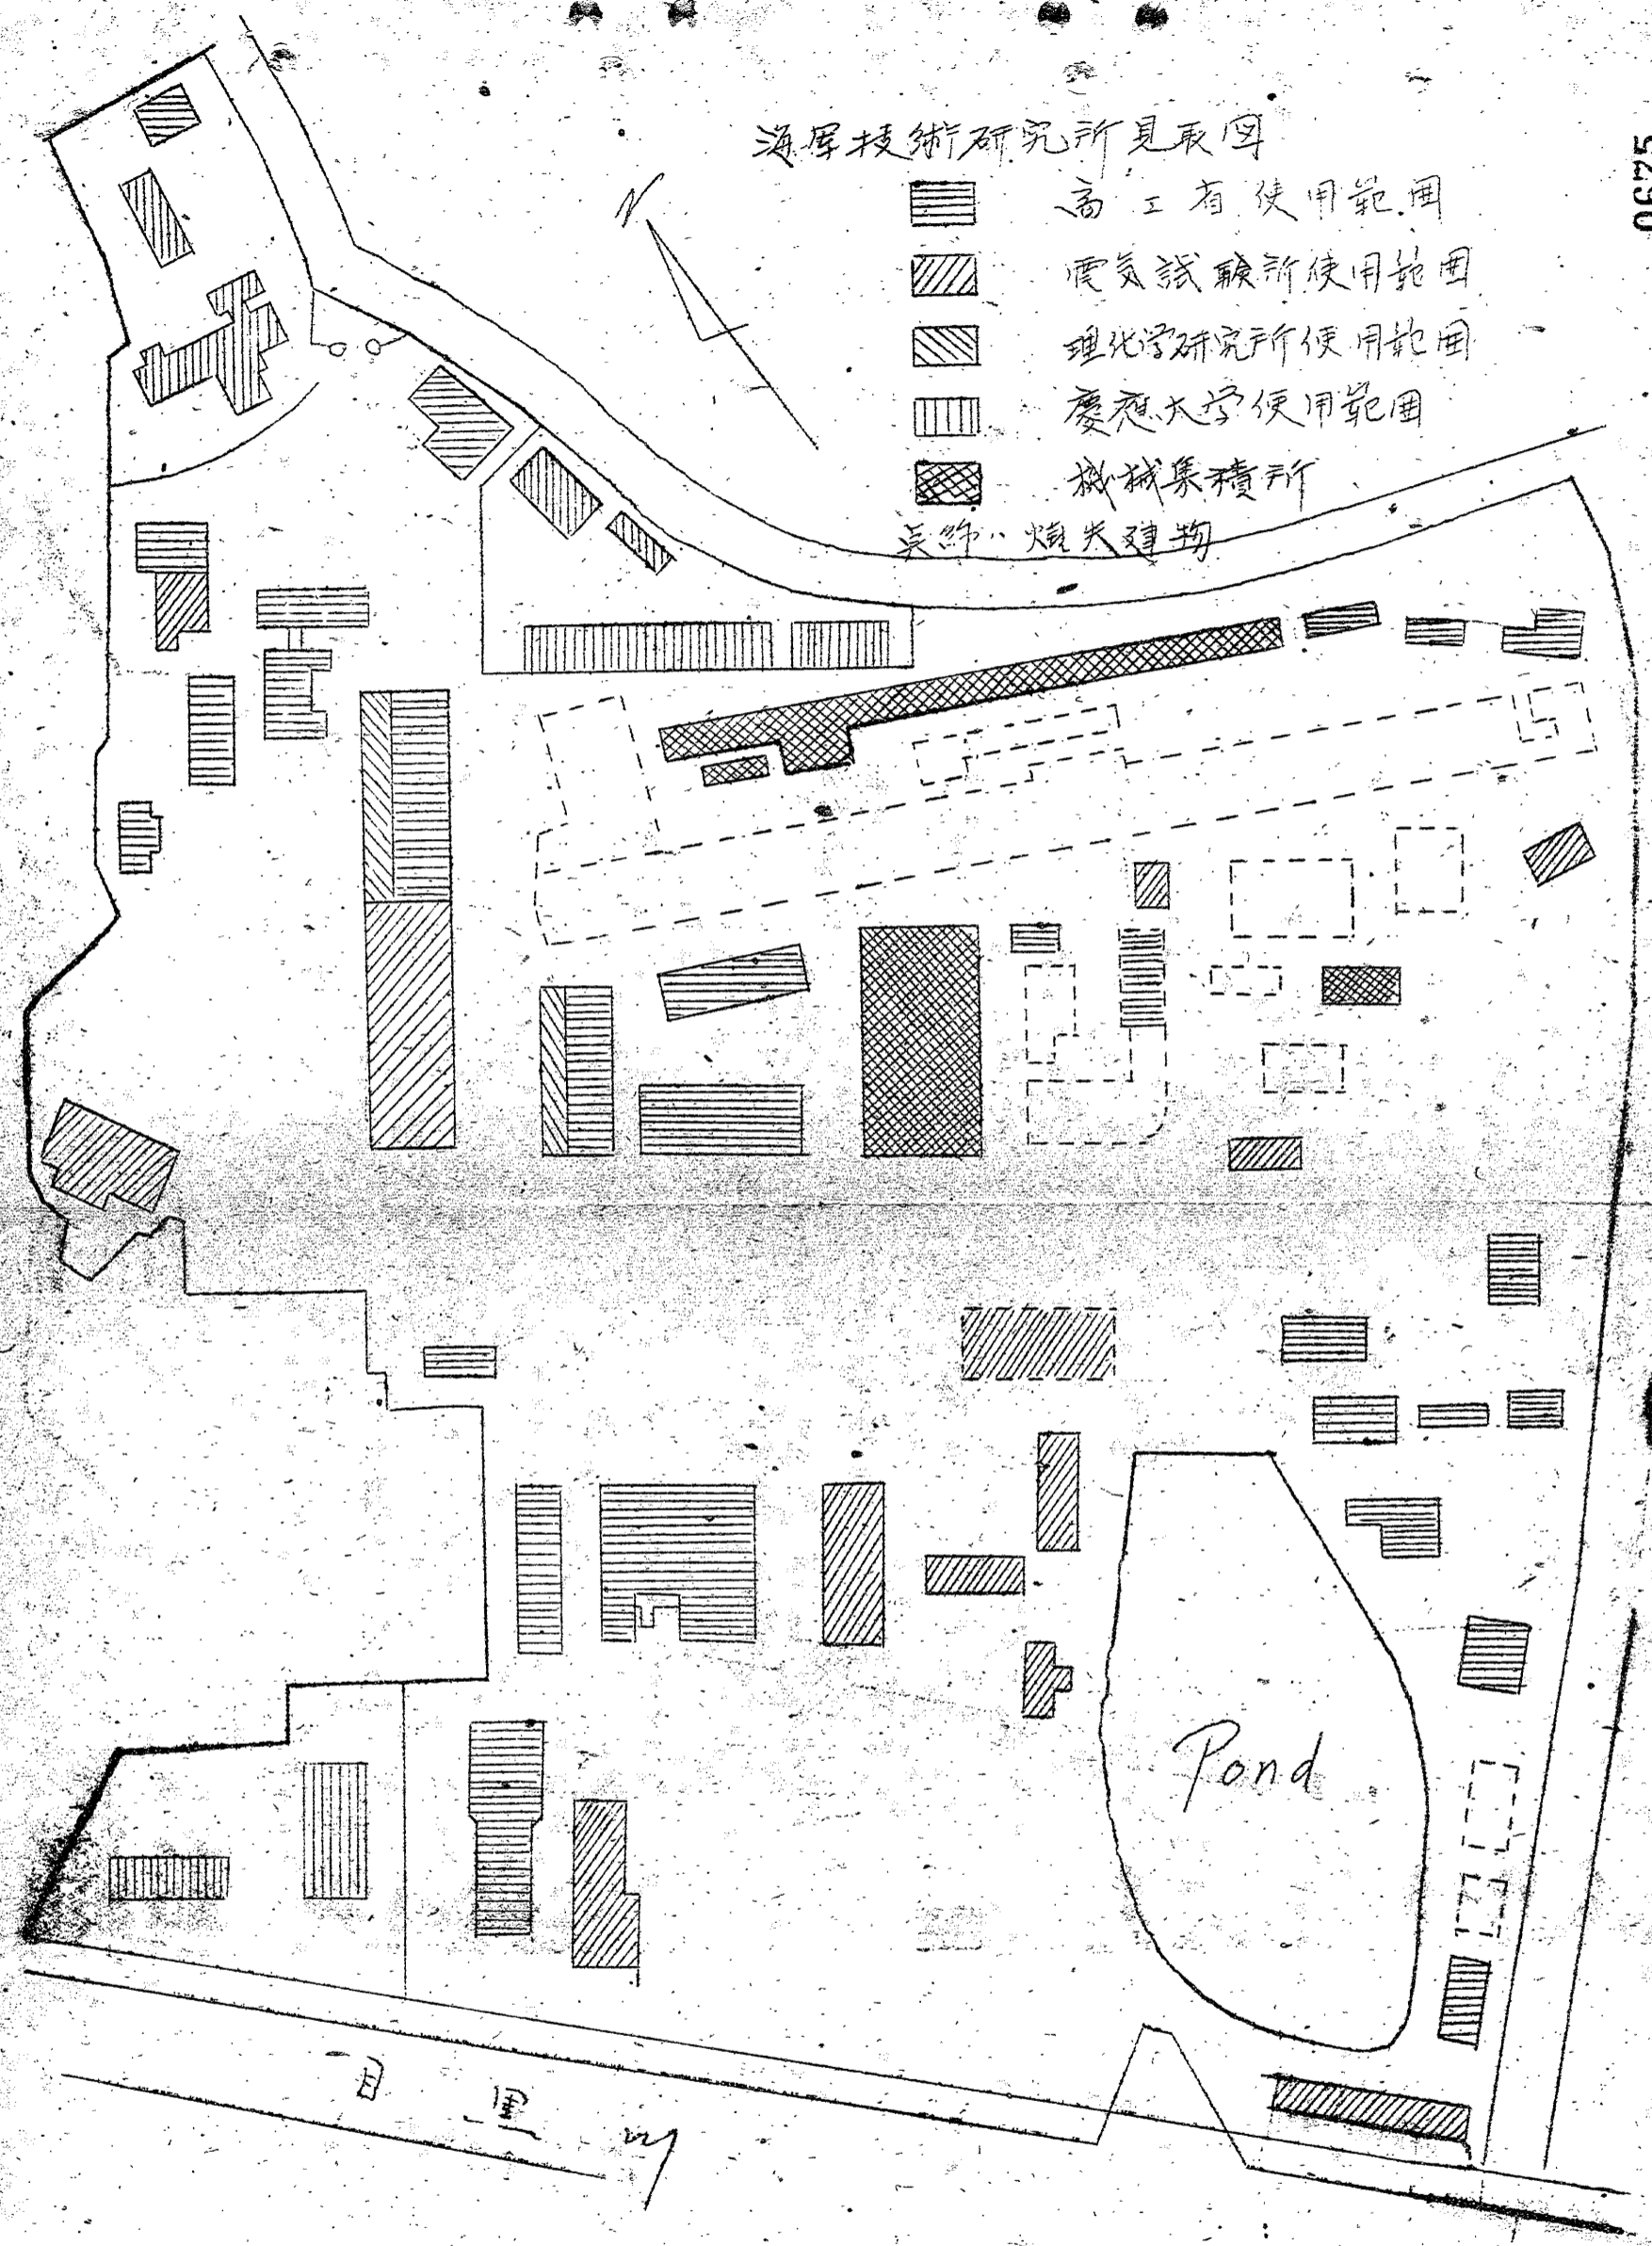 海軍技術研究所見取図
商工省使用範囲
電気試験所使用範囲
理化学研究所使用範囲
慶應大学使用範囲
機械集積所
点線ハ焼失建物
N
0675
Pond
目黒川